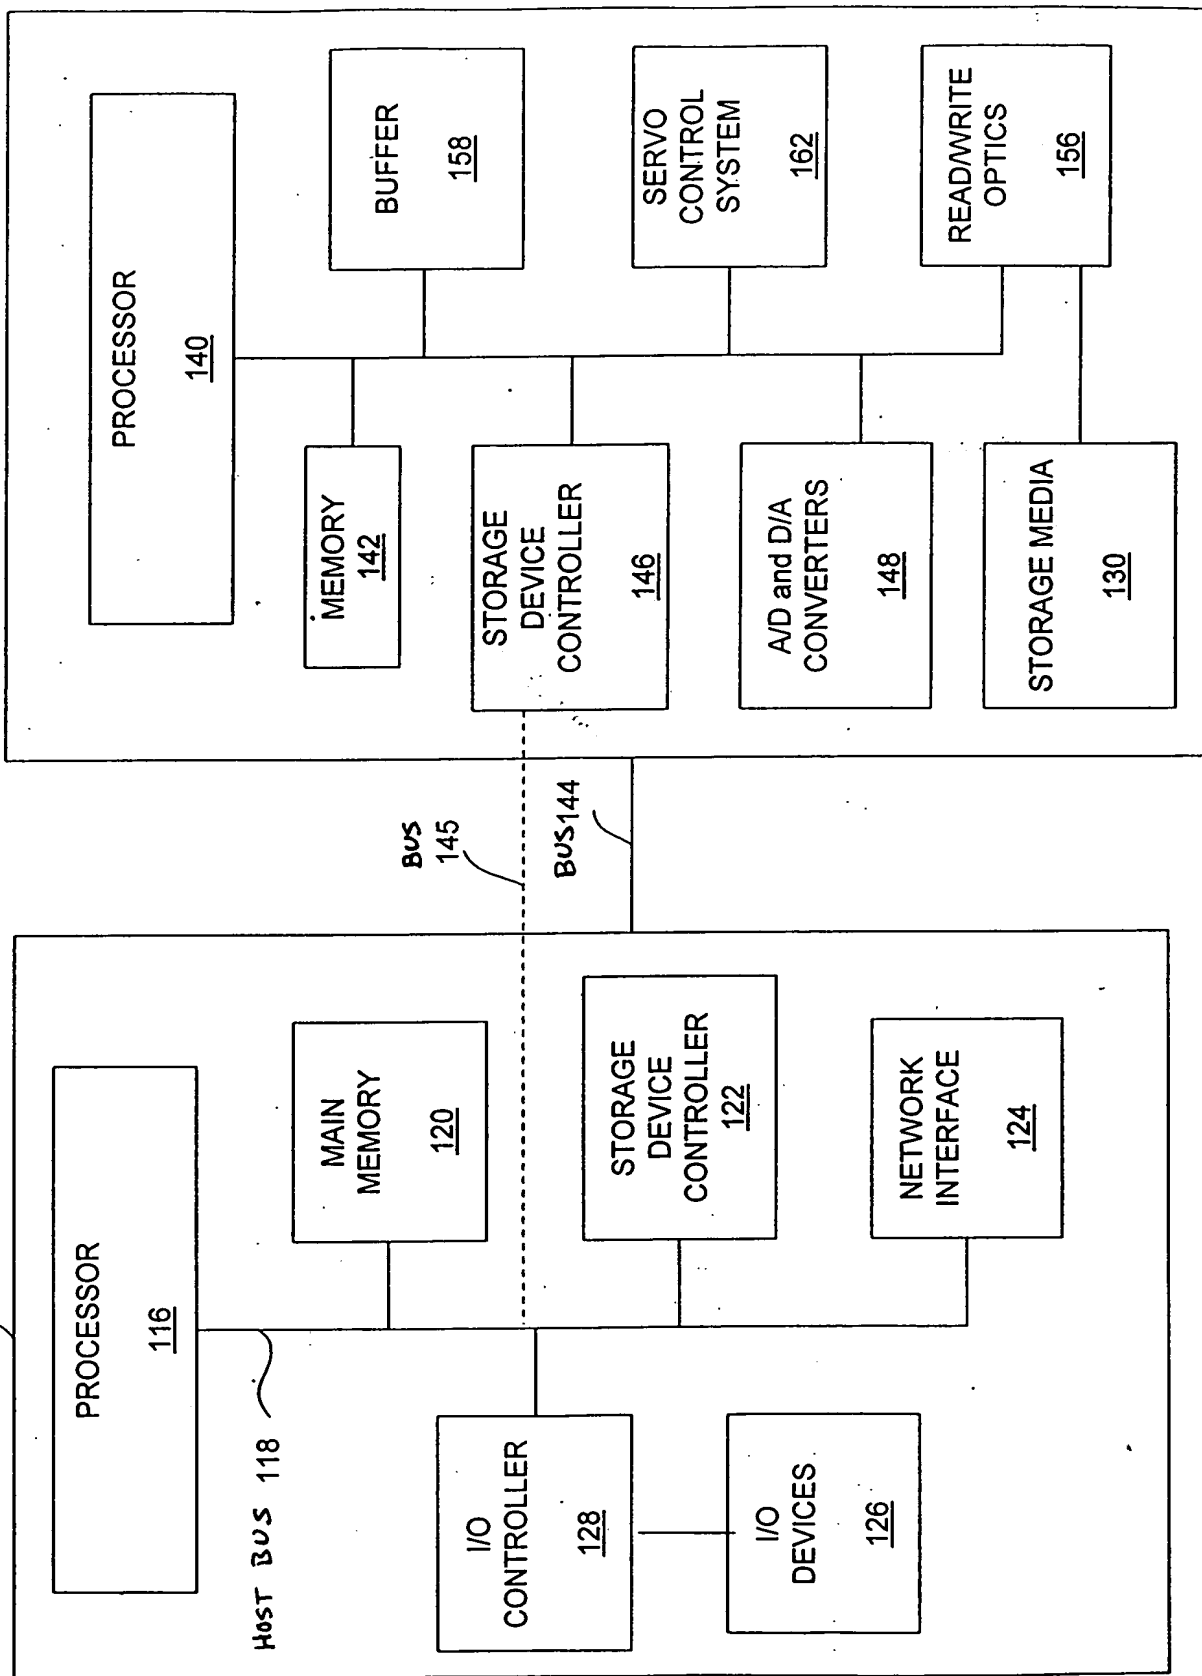 PROCESSOR
116
HOST BUS 118
MAIN
MEMORY
120
I/O
CONTROLLER
128
STORAGE
DEVICE
CONTROLLER
122
I/O
DEVICES
126
NETWORK
INTERFACE
124
BUS
145
BUS 144
PROCESSOR
140
MEMORY
142
BUFFER
158
STORAGE
DEVICE
CONTROLLER
146
SERVO
CONTROL
SYSTEM
162
A/D and D/A
CONVERTERS
148
READ/WRITE
OPTICS
156
STORAGE MEDIA
130